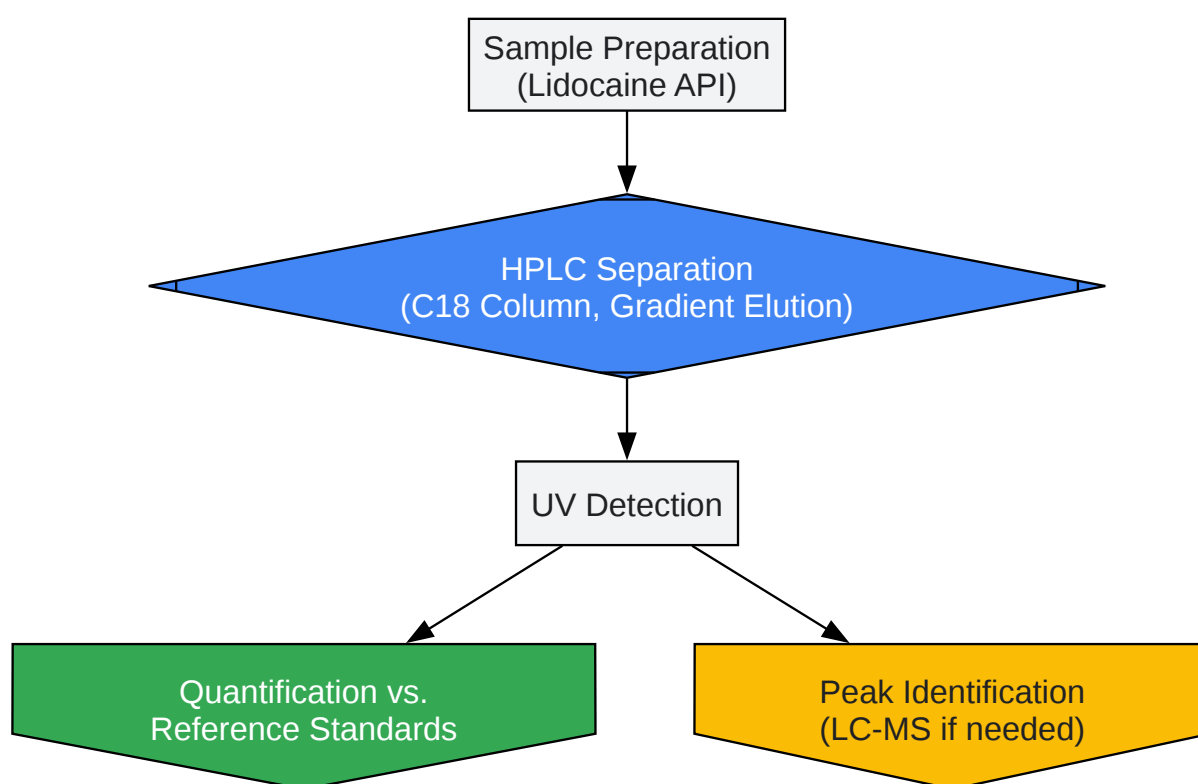 Sample Preparation
(Lidocaine API)
HPLC Separation
(C18 Column, Gradient Elution)
UV Detection
Quantification vs.
Reference Standards
Peak Identification
(LC-MS if needed)